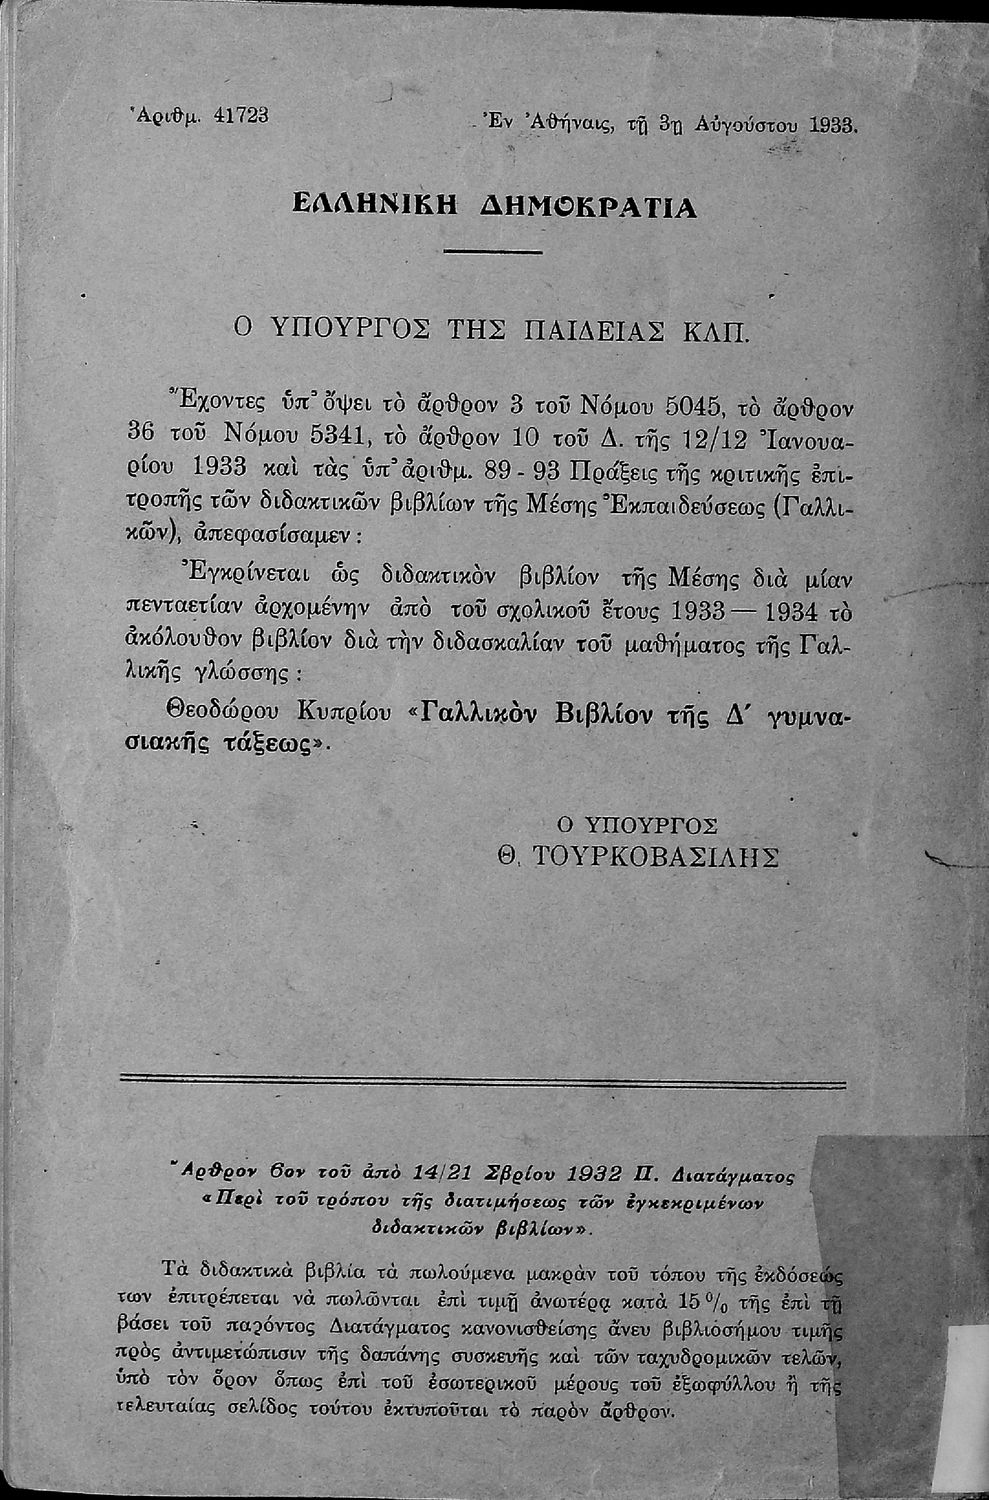 Ἀριθμ. 41723
Ἐν Ἀθήναις, τῇ 3ῃ Αὐγούστου 1933.
ΕΛΛΗΝΙΚΗ ΔΗΜΟΚΡΑΤΙΑ
Ο ΥΠΟΥΡΓΟΣ ΤΗΣ ΠΑΙΔΕΙΑΣ ΚΛΠ.
Ἔχοντες ὑπ' ὄψει τὸ ἄρθρον 3 τοῦ Νόμου 5045, τὸ ἄρθρον
36 τοῦ Νόμου 5341, τὸ ἄρθρον 10 τοῦ Δ. τῆς 12/12 Ἰανουα-
ρίου 1933 καὶ τὰς ὑπ' ἀριθμ. 89 - 93 Πράξεις τῆς κριτικῆς ἐπι-
τροπῆς τῶν διδακτικῶν βιβλίων τῆς Μέσης Ἐκπαιδεύσεως (Γαλλι-
κῶν), ἀπεφασίσαμεν :
Ἐγκρίνεται ὡς διδακτικὸν βιβλίον τῆς Μέσης διὰ μίαν
πενταετίαν ἀρχομένην ἀπὸ τοῦ σχολικοῦ ἔτους 1933 — 1934 τὸ
ἀκόλουθον βιβλίον διὰ τὴν διδασκαλίαν τοῦ μαθήματος τῆς Γαλ-
λικῆς γλώσσης :
Θεοδώρου Κυπρίου «Γαλλικὸν Βιβλίον τῆς Δ΄ γυμνα-
σιακῆς τάξεως».
Ο ΥΠΟΥΡΓΟΣ
Θ. ΤΟΥΡΚΟΒΑΣΙΛΗΣ
Ἄρθρον 6ον τοῦ ἀπὸ 14/21 Σβρίου 1932 Π. Διατάγματος
«Περὶ τοῦ τρόπου τῆς διατιμήσεως τῶν ἐγκεκριμένων
διδακτικῶν βιβλίων».
Τὰ διδακτικὰ βιβλία τὰ πωλούμενα μακρὰν τοῦ τόπου τῆς ἐκδόσεώς
των ἐπιτρέπεται νὰ πωλῶνται ἐπὶ τιμῇ ἀνωτέρᾳ κατὰ 15 % τῆς ἐπὶ τῇ
βάσει τοῦ παρόντος Διατάγματος κανονισθείσης ἄνευ βιβλιοσήμου τιμῆς
πρὸς ἀντιμετώπισιν τῆς δαπάνης συσκευῆς καὶ τῶν ταχυδρομικῶν τελῶν,
ὑπὸ τὸν ὅρον ὅπως ἐπὶ τοῦ ἐσωτερικοῦ μέρους τοῦ ἐξωφύλλου ἢ τῆς
τελευταίας σελίδος τούτου ἐκτυποῦται τὸ παρὸν ἄρθρον.